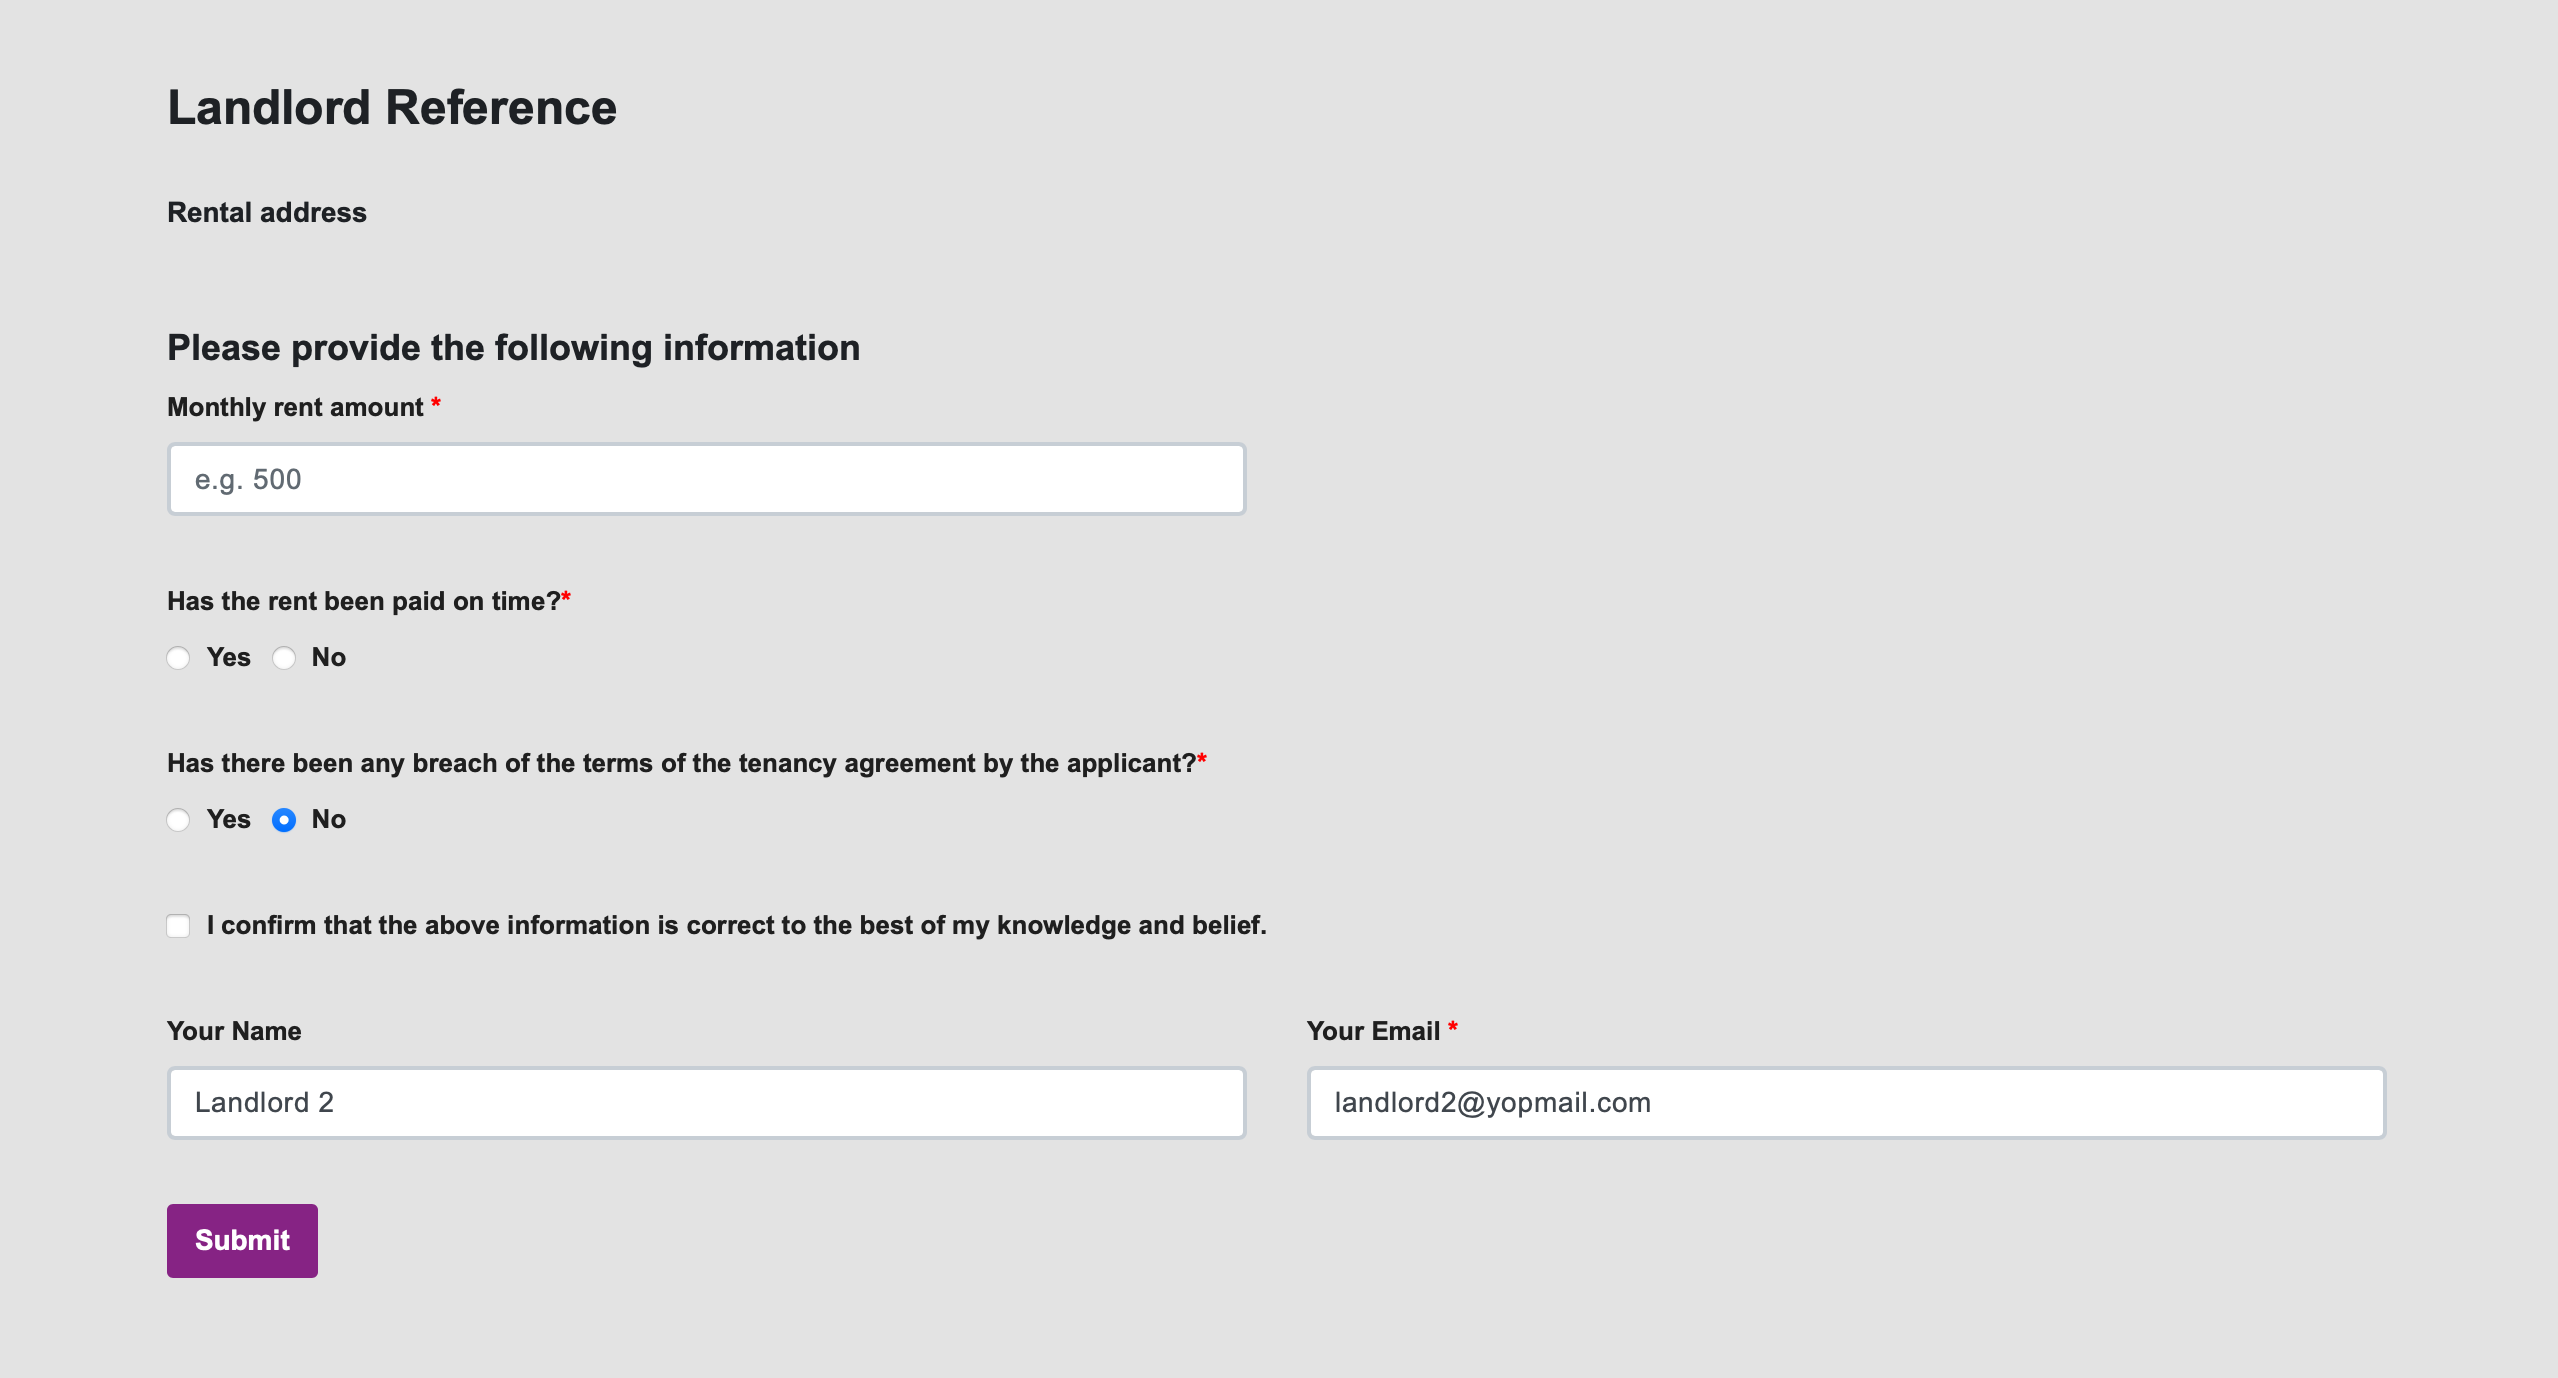 Landlord Reference
Rental address
Please provide the following information
Monthly rent amount *
e.g. 500
Has the rent been paid on time?*
Yes No
Has there been any breach of the terms of the tenancy agreement by the applicant?*
Yes No
I confirm that the above information is correct to the best of my knowledge and belief.
Your Name Your Email *
Landlord 2 landlord2@yopmail.com
Submit